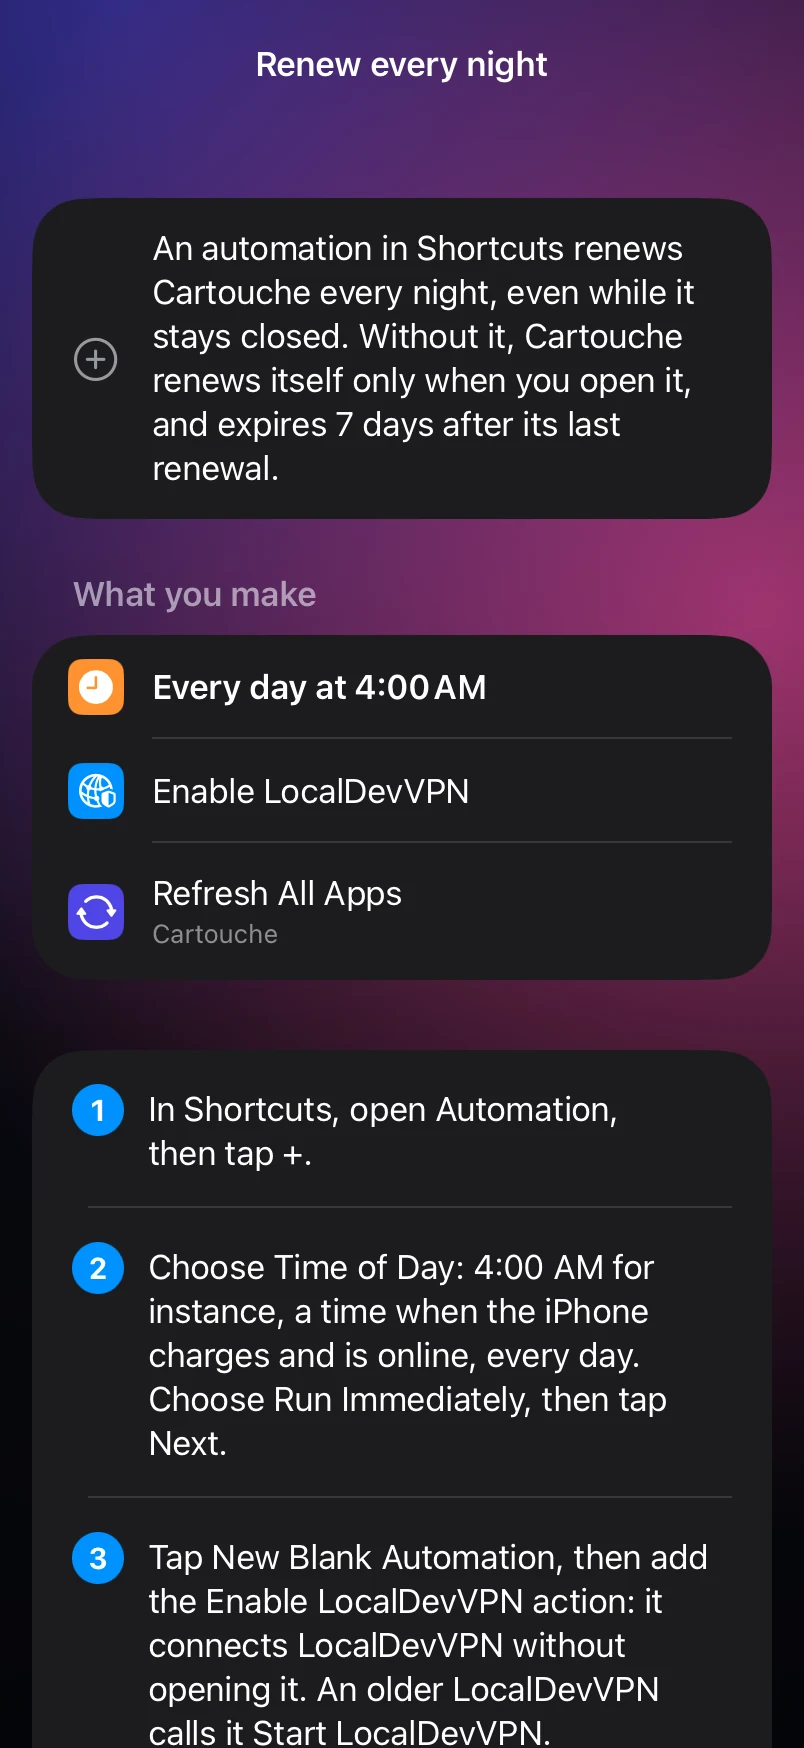 Renew every night
An automation in Shortcuts renews
Cartouche every night, even while it
stays closed. Without it, Cartouche
renews itself only when you open it,
and expires 7 days after its last
renewal.
What you make
Every day at 4:00 AM
Enable LocalDevVPN
Refresh All Apps
Cartouche
1 In Shortcuts, open Automation,
then tap +.
2 Choose Time of Day: 4:00 AM for
instance, a time when the iPhone
charges and is online, every day.
Choose Run Immediately, then tap
Next.
3 Tap New Blank Automation, then add
the Enable LocalDevVPN action: it
connects LocalDevVPN without
opening it. An older LocalDevVPN
calls it Start LocalDevVPN.